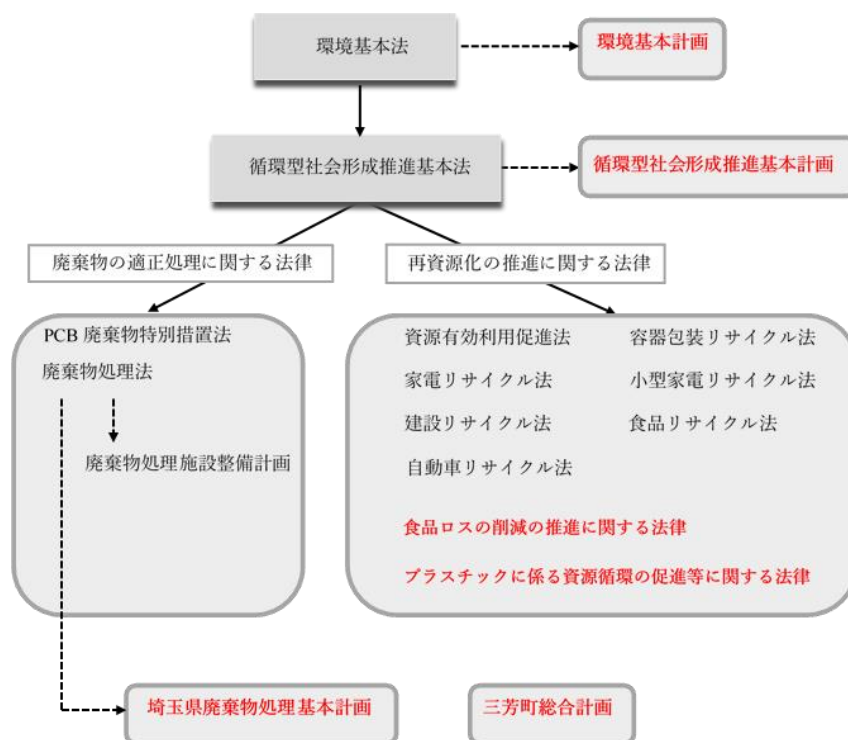 環境基本法
環境基本計画
循環型社会形成推進基本法
循環型社会形成推進基本計画
廃棄物の適正処理に関する法律
再資源化の推進に関する法律
PCB 廃棄物特別措置法
廃棄物処理法
廃棄物処理施設整備計画
資源有効利用促進法
容器包装リサイクル法
家電リサイクル法
小型家電リサイクル法
建設リサイクル法
食品リサイクル法
自動車リサイクル法
食品ロスの削減の推進に関する法律
プラスチックに係る資源循環の促進等に関する法律
埼玉県廃棄物処理基本計画
三芳町総合計画